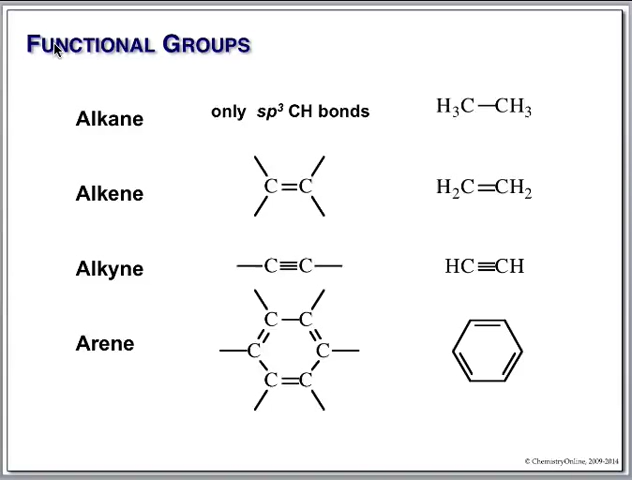 FUNCTIONAL GROUPS
Alkane only sp³ CH bonds H₃C—CH₃
Alkene C=C H₂C=CH₂
Alkyne —C≡C— HC≡CH
C—C
Arene C C
C=C
© ChemistryOnline, 2009-2014